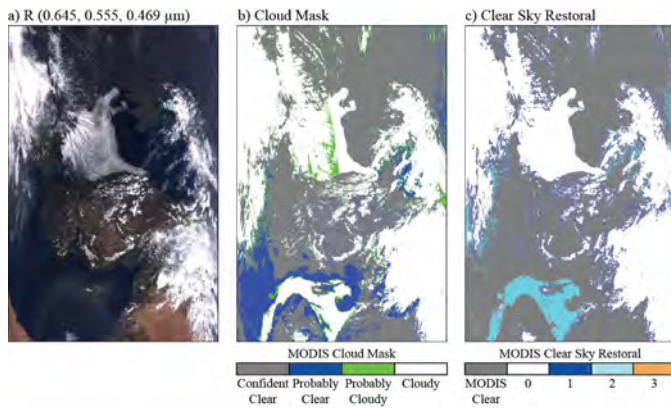 a) R (0.645, 0.555, 0.469 µm)
b) Cloud Mask
c) Clear Sky Restoral
MODIS Cloud Mask
Confident Clear
Probably Clear
Probably Cloudy
Cloudy
MODIS Clear Sky Restoral
MODIS Clear
0
1
2
3